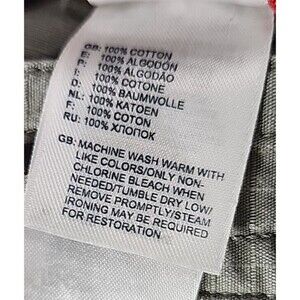 GB: 100% COTTON
E: 100% ALGODÓN
P: 100% ALGODÃO
I: 100% COTONE
D: 100% BAUMWOLLE
NL: 100% KATOEN
F: 100% COTON
RU: 100% ХЛОПОК
GB: MACHINE WASH WARM WITH
LIKE COLORS/ONLY NON-
CHLORINE BLEACH WHEN
NEEDED/TUMBLE DRY LOW/
REMOVE PROMPTLY/STEAM
IRONING MAY BE REQUIRED
FOR RESTORATION